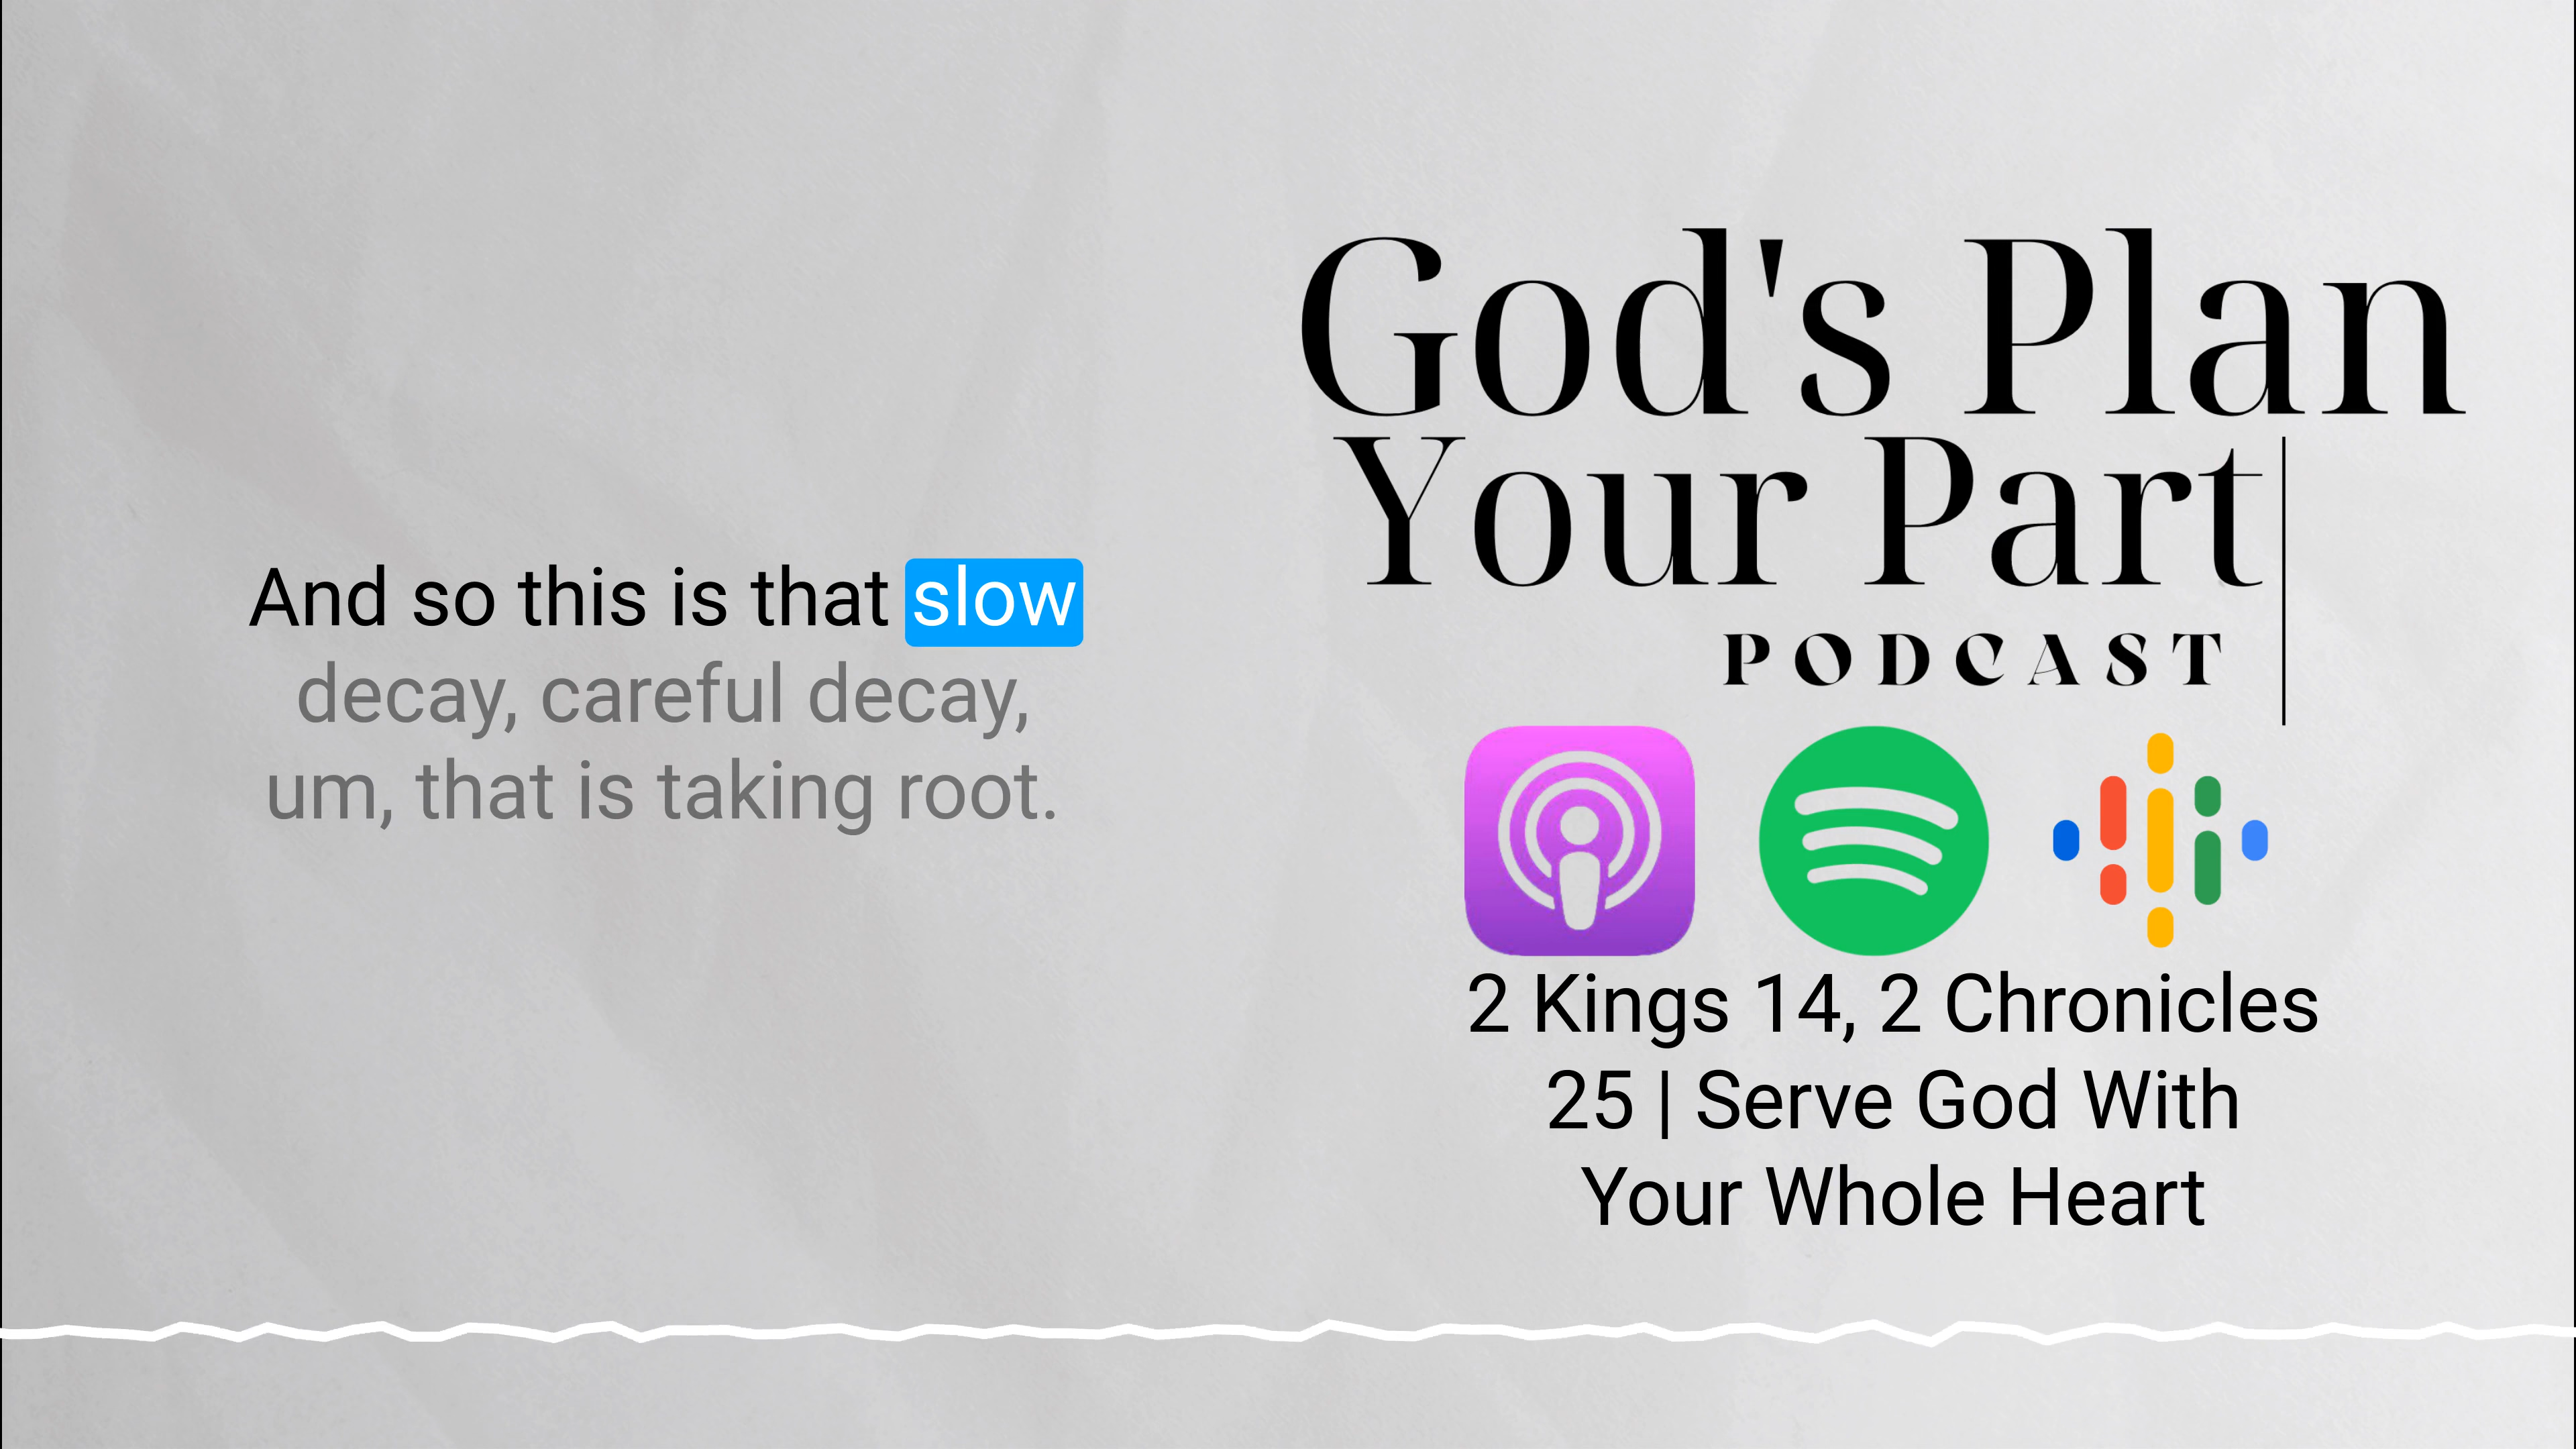 And so this is that slow
decay, careful decay,
um, that is taking root.
God's Plan
Your Part
PODCAST
2 Kings 14, 2 Chronicles
25 | Serve God With
Your Whole Heart